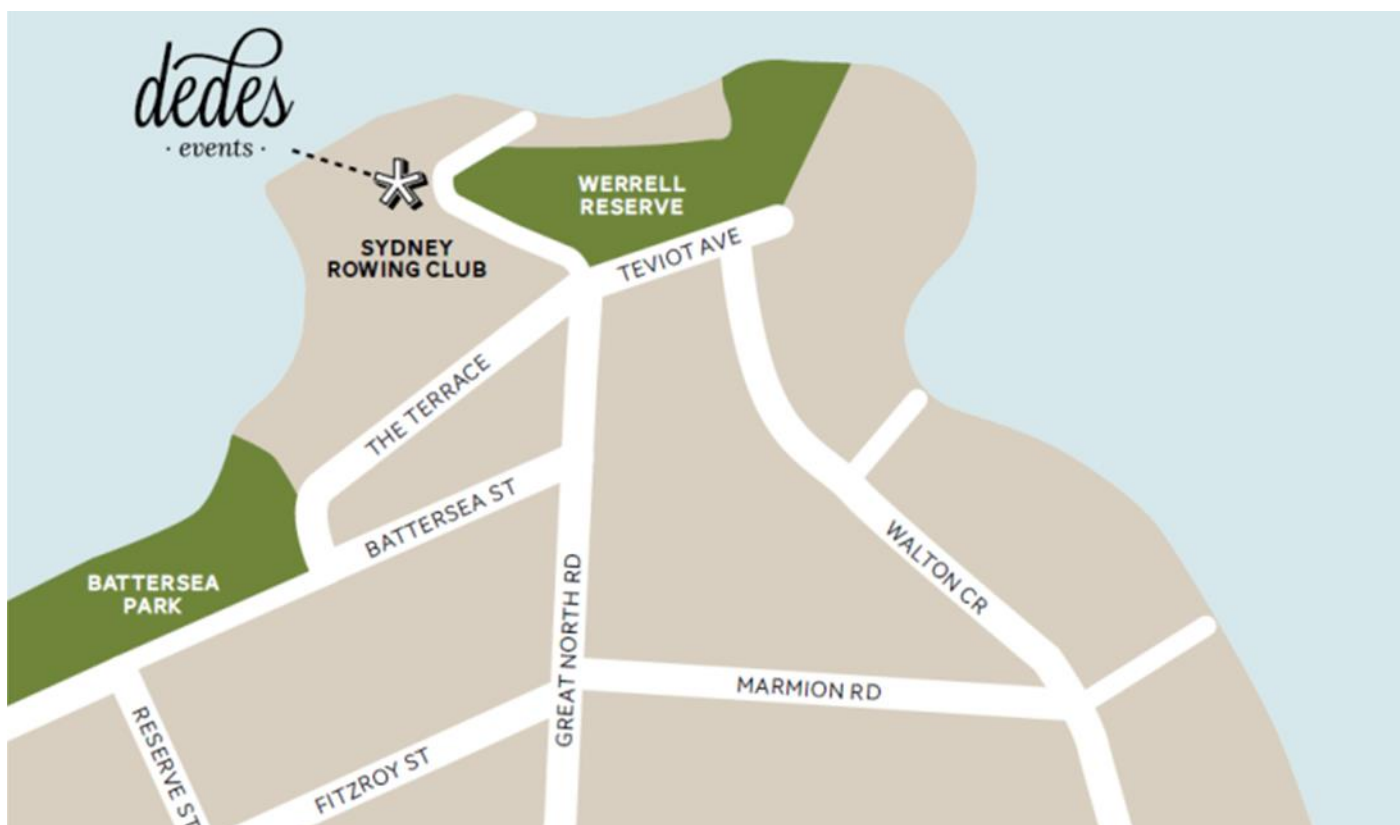 dedes
· events ·
WERRELL
RESERVE
SYDNEY
ROWING CLUB
TEVIOT AVE
THE TERRACE
BATTERSEA ST
BATTERSEA
PARK
GREAT NORTH RD
WALTON CR
MARMION RD
RESERVE ST
FITZROY ST